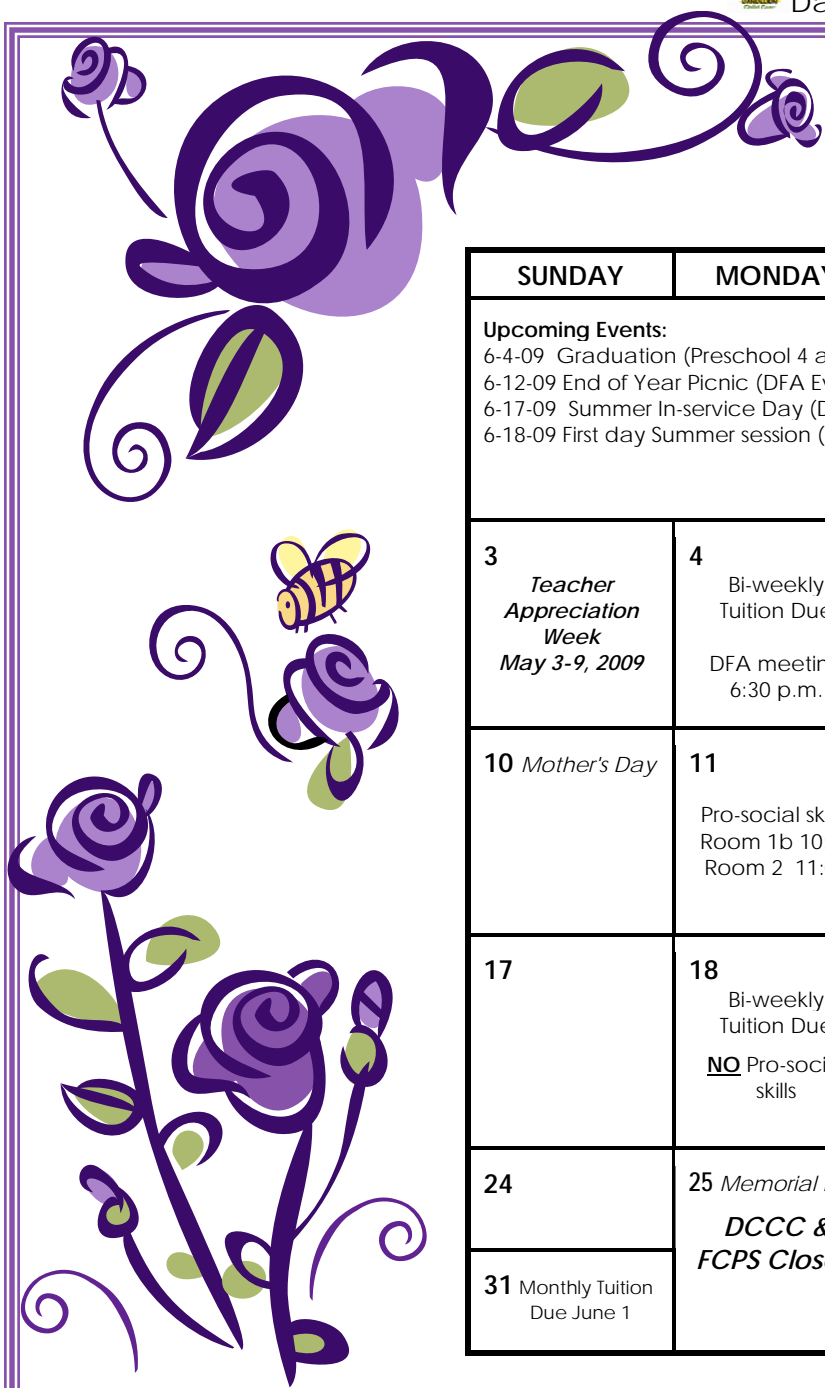 Da
SUNDAY MONDAY
Upcoming Events:
6-4-09 Graduation (Preschool 4 a
6-12-09 End of Year Picnic (DFA Ev
6-17-09 Summer In-service Day (D
6-18-09 First day Summer session (
3
Teacher
Appreciation
Week
May 3-9, 2009
4
Bi-weekly
Tuition Due
DFA meetin
6:30 p.m.
10 Mother's Day
11
Pro-social sk
Room 1b 10
Room 2 11:
17
18
Bi-weekly
Tuition Due
NO Pro-soci
skills
24
25 Memorial
DCCC &
FCPS Clos
31 Monthly Tuition
Due June 1